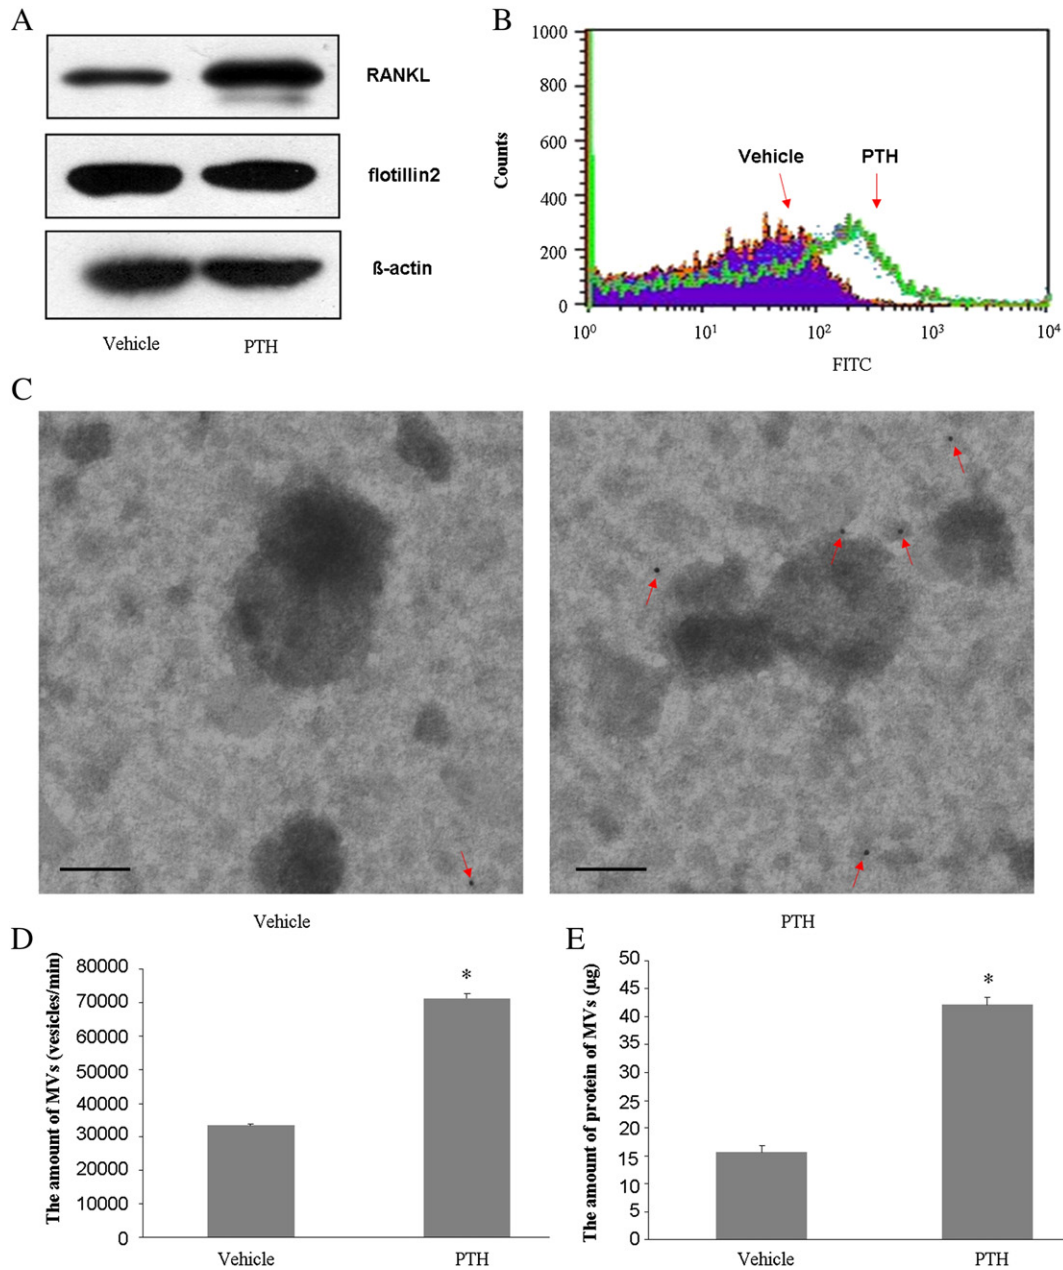 A
RANKL
flotillin2
ß-actin
Vehicle
PTH
B
1000
800
600
400
200
0
Counts
Vehicle
PTH
10⁰
10¹
10²
10³
10⁴
FITC
C
Vehicle
PTH
D
The amount of MVs (vesicles/min)
80000
70000
60000
50000
40000
30000
20000
10000
0
*
Vehicle
PTH
E
The amount of protein of MVs (µg)
50
45
40
35
30
25
20
15
10
5
0
*
Vehicle
PTH